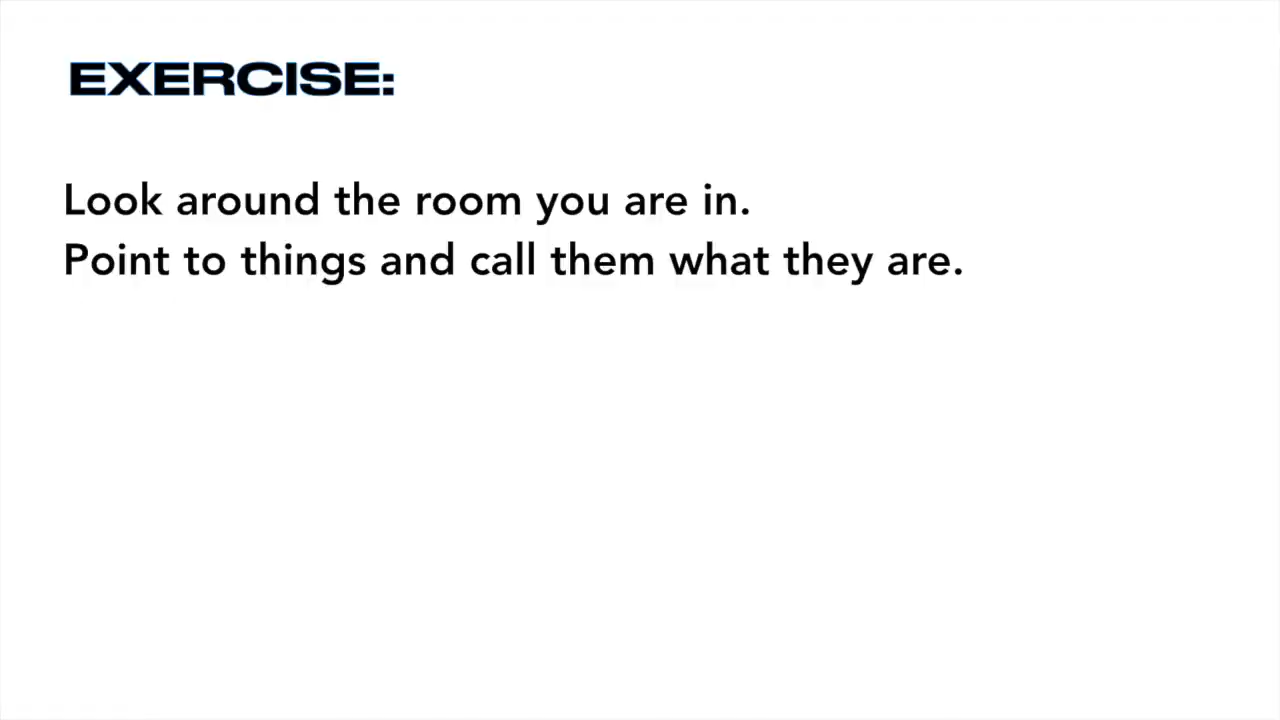 EXERCISE:
Look around the room you are in.
Point to things and call them what they are.